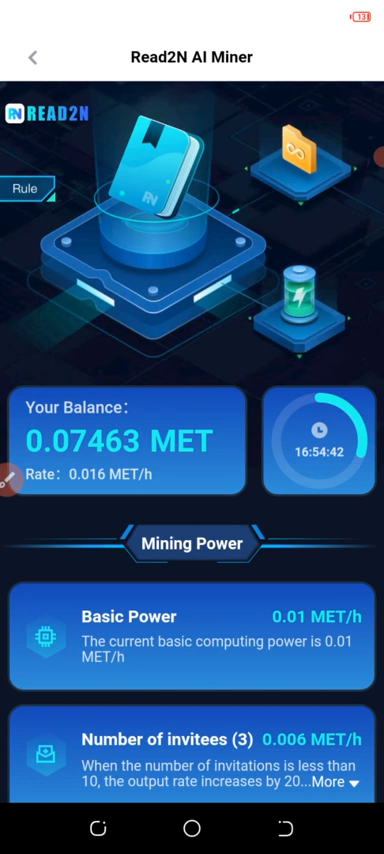 13
Read2N AI Miner
READ2N
Rule
Your Balance:
0.07463 MET
Rate: 0.016 MET/h
16:54:42
Mining Power
Basic Power 0.01 MET/h
The current basic computing power is 0.01
MET/h
Number of invitees (3) 0.006 MET/h
When the number of invitations is less than
10, the output rate increases by 20...More